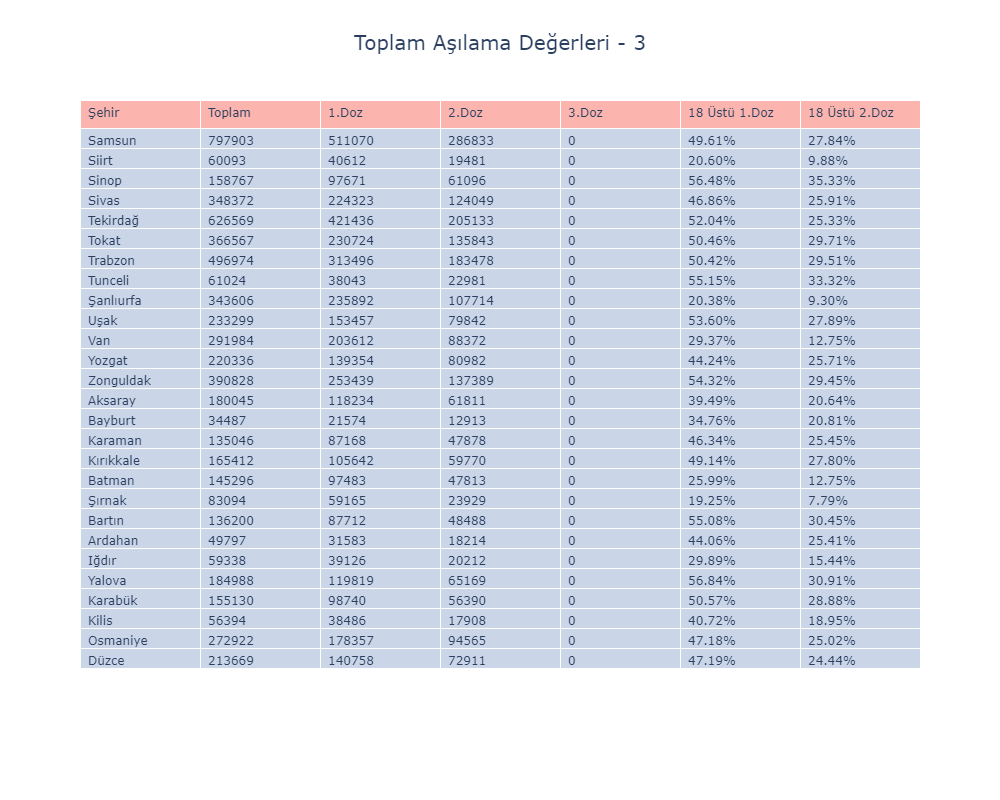 Toplam Aşılama Değerleri - 3
Şehir Toplam 1.Doz 2.Doz 3.Doz 18 Üstü 1.Doz 18 Üstü 2.Doz
Samsun 797903 511070 286833 0 49.61% 27.84%
Siirt 60093 40612 19481 0 20.60% 9.88%
Sinop 158767 97671 61096 0 56.48% 35.33%
Sivas 348372 224323 124049 0 46.86% 25.91%
Tekirdağ 626569 421436 205133 0 52.04% 25.33%
Tokat 366567 230724 135843 0 50.46% 29.71%
Trabzon 496974 313496 183478 0 50.42% 29.51%
Tunceli 61024 38043 22981 0 55.15% 33.32%
Şanlıurfa 343606 235892 107714 0 20.38% 9.30%
Uşak 233299 153457 79842 0 53.60% 27.89%
Van 291984 203612 88372 0 29.37% 12.75%
Yozgat 220336 139354 80982 0 44.24% 25.71%
Zonguldak 390828 253439 137389 0 54.32% 29.45%
Aksaray 180045 118234 61811 0 39.49% 20.64%
Bayburt 34487 21574 12913 0 34.76% 20.81%
Karaman 135046 87168 47878 0 46.34% 25.45%
Kırıkkale 165412 105642 59770 0 49.14% 27.80%
Batman 145296 97483 47813 0 25.99% 12.75%
Şırnak 83094 59165 23929 0 19.25% 7.79%
Bartın 136200 87712 48488 0 55.08% 30.45%
Ardahan 49797 31583 18214 0 44.06% 25.41%
Iğdır 59338 39126 20212 0 29.89% 15.44%
Yalova 184988 119819 65169 0 56.84% 30.91%
Karabük 155130 98740 56390 0 50.57% 28.88%
Kilis 56394 38486 17908 0 40.72% 18.95%
Osmaniye 272922 178357 94565 0 47.18% 25.02%
Düzce 213669 140758 72911 0 47.19% 24.44%